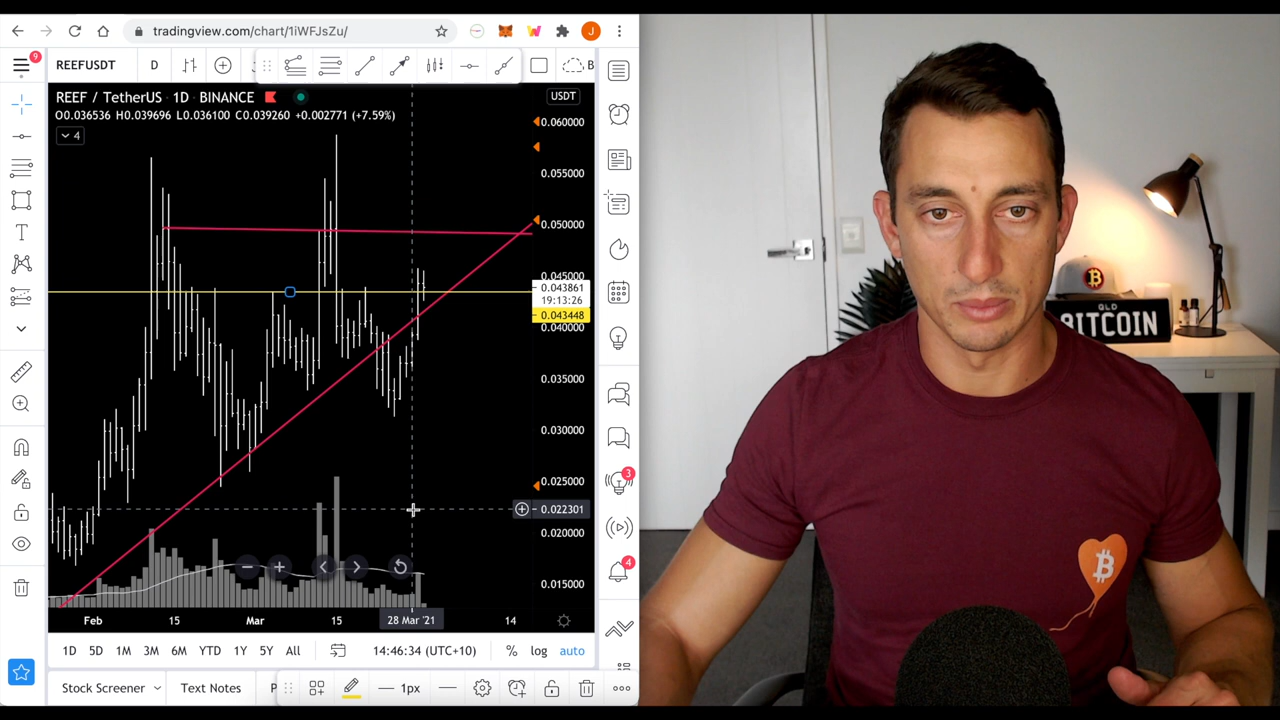 tradingview.com/chart/1iWFJsZu/
J
9
REEFUSDT
D
B
REEF / TetherUS 1D BINANCE
USDT
O0.036536 H0.039696 L0.036100 C0.039260 +0.002771 (+7.59%)
4
0.060000
0.055000
0.050000
0.045000
0.043861
19:13:26
0.043448
0.040000
0.035000
0.030000
0.025000
0.022301
0.020000
0.015000
Feb
15
Mar
15
28 Mar '21
14
1D 5D 1M 3M 6M YTD 1Y 5Y All
14:46:34 (UTC+10)
% log auto
Stock Screener
Text Notes
P
1px
3
4
B
QLD
BITCOIN
B